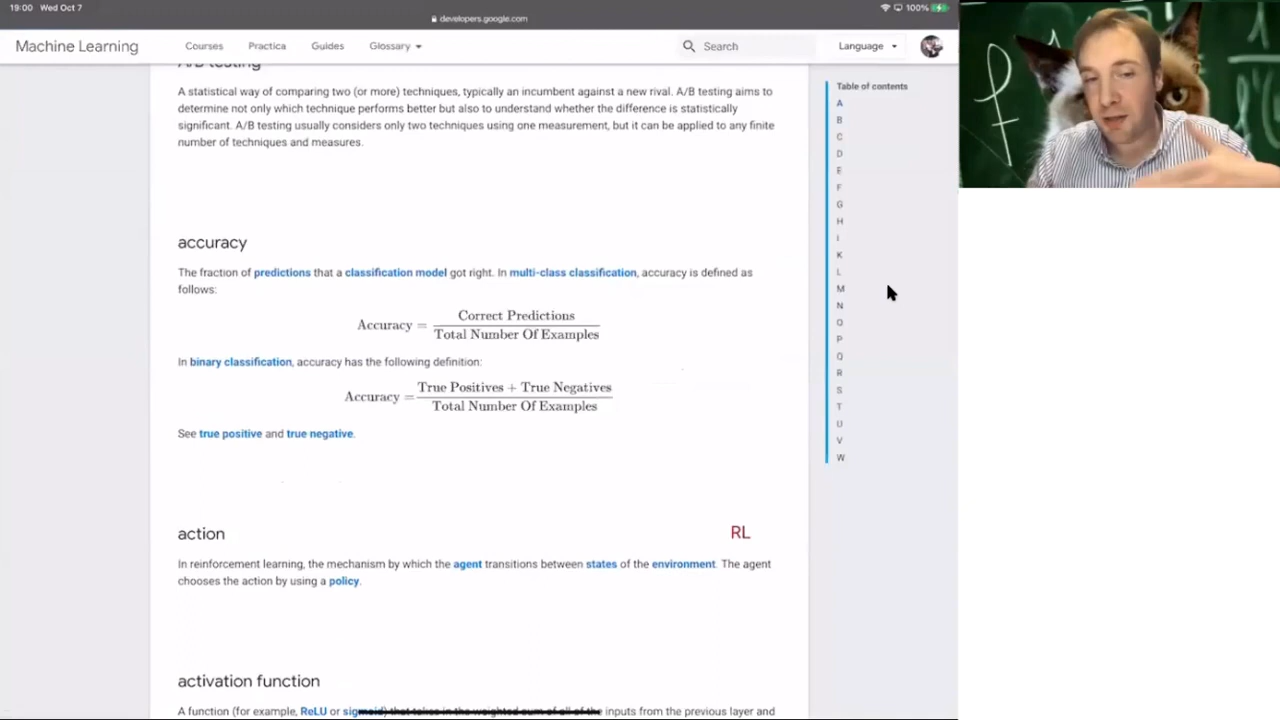 19:00 Wed Oct 7
developers.google.com
100%
Machine Learning
Courses
Practica
Guides
Glossary
Search
Language
A/B testing
A statistical way of comparing two (or more) techniques, typically an incumbent against a new rival. A/B testing aims to
determine not only which technique performs better but also to understand whether the difference is statistically
significant. A/B testing usually considers only two techniques using one measurement, but it can be applied to any finite
number of techniques and measures.
accuracy
The fraction of predictions that a classification model got right. In multi-class classification, accuracy is defined as
follows:
Accuracy = Correct Predictions
Total Number Of Examples
In binary classification, accuracy has the following definition:
Accuracy = True Positives + True Negatives
Total Number Of Examples
See true positive and true negative.
action
RL
In reinforcement learning, the mechanism by which the agent transitions between states of the environment. The agent
chooses the action by using a policy.
activation function
A function (for example, ReLU or sigmoid) that takes in the weighted sum of all of the inputs from the previous layer and
Table of contents
A
B
C
D
E
F
G
H
I
K
L
M
N
O
P
Q
R
S
T
U
V
W
f